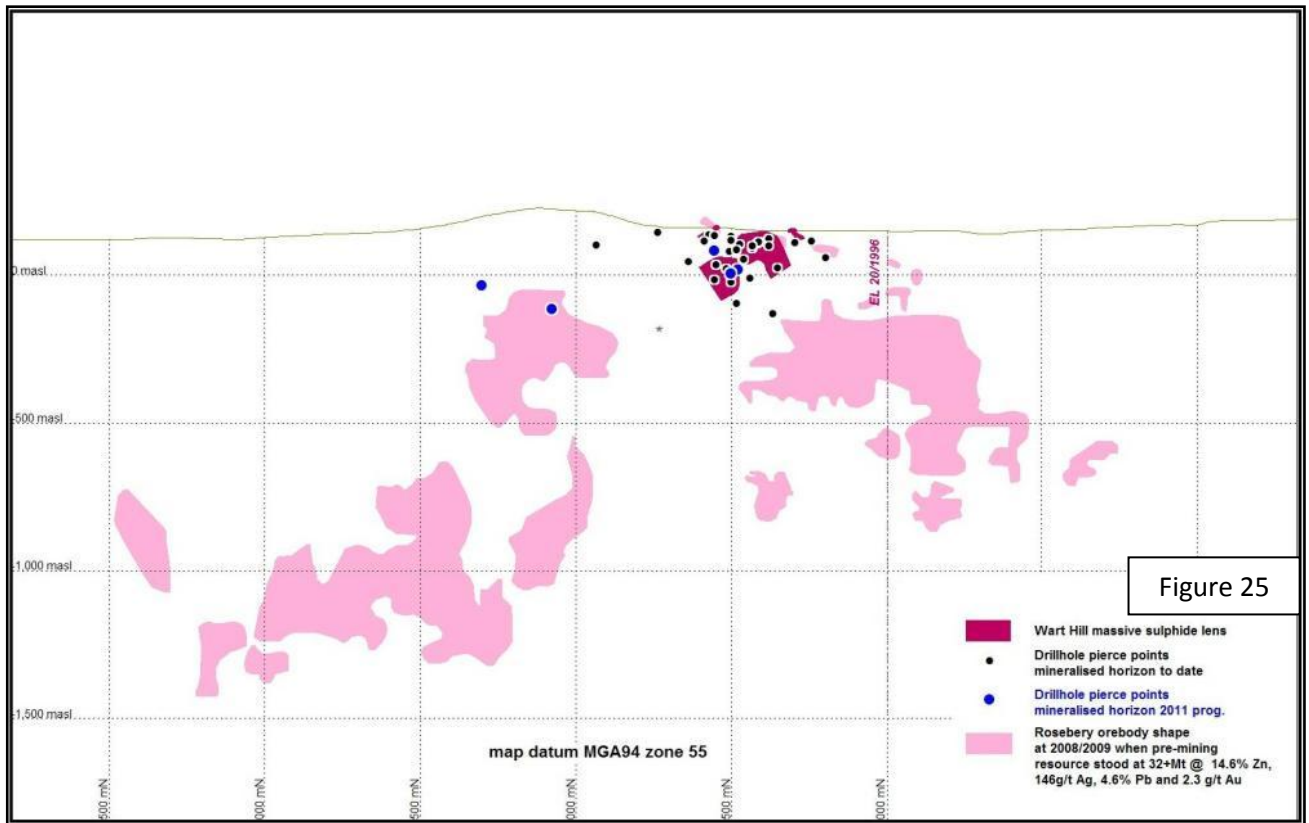 EL 20/1996
0 masl
-500 masl
-1,000 masl
-1,500 masl
Figure 25
Wart Hill massive sulphide lens
Drillhole pierce points
mineralised horizon to date
Drillhole pierce points
mineralised horizon 2011 prog.
Rosebery orebody shape
at 2008/2009 when pre-mining
resource stood at 32+Mt @ 14.6% Zn,
146g/t Ag, 4.6% Pb and 2.3 g/t Au
map datum MGA94 zone 55
500 mN
000 mN
500 mN
000 mN
500 mN
000 mN